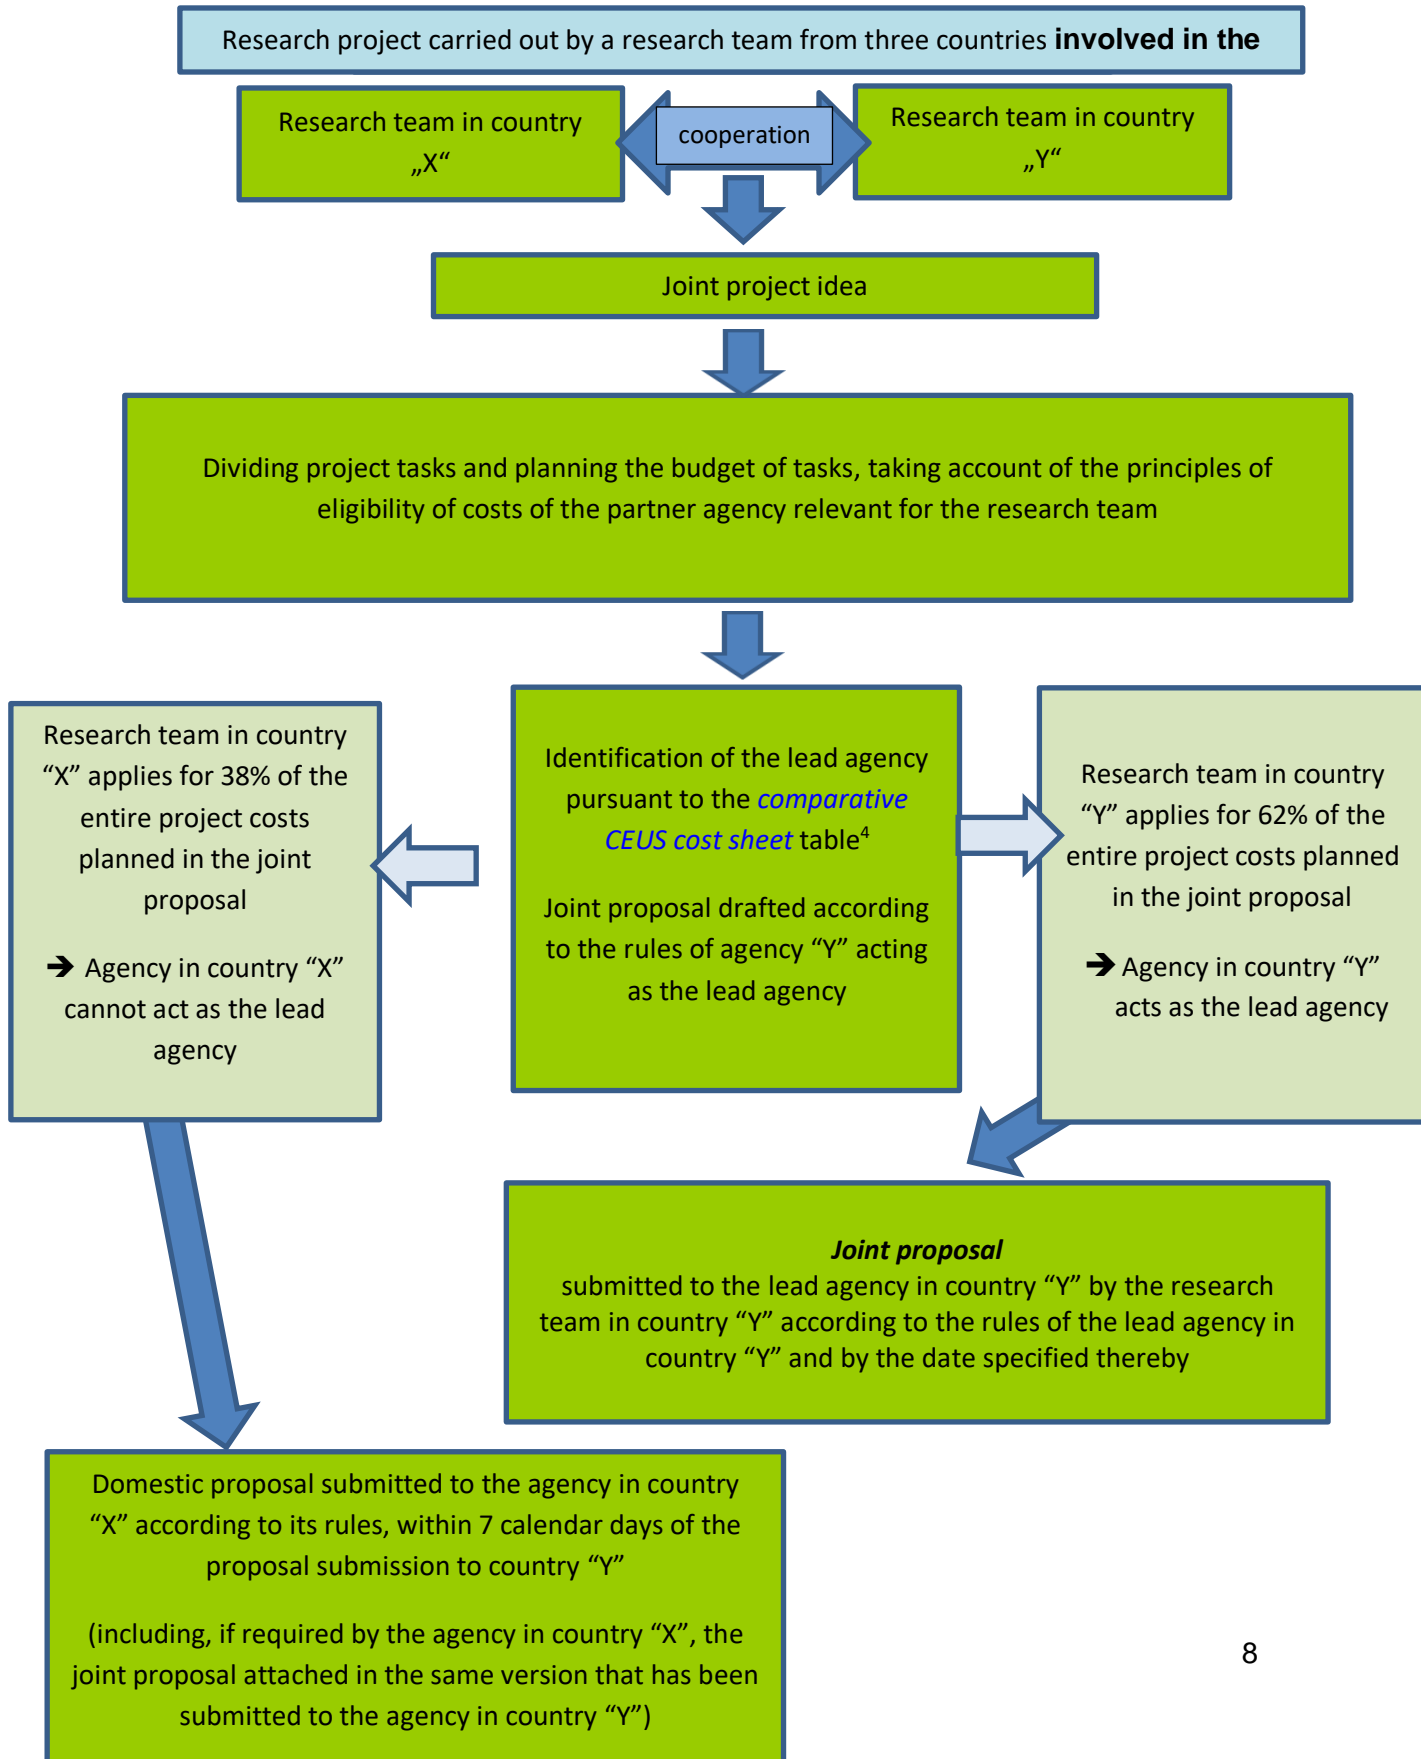 Research project carried out by a research team from three countries involved in the
Research team in country
„X“
cooperation
Research team in country
„Y“
Joint project idea
Dividing project tasks and planning the budget of tasks, taking account of the principles of
eligibility of costs of the partner agency relevant for the research team
Research team in country
“X” applies for 38% of the
entire project costs
planned in the joint
proposal
➔ Agency in country “X”
cannot act as the lead
agency
Identification of the lead agency
pursuant to the comparative
CEUS cost sheet table4
Joint proposal drafted according
to the rules of agency “Y” acting
as the lead agency
Research team in country
“Y” applies for 62% of the
entire project costs planned
in the joint proposal
➔ Agency in country “Y”
acts as the lead agency
Joint proposal
submitted to the lead agency in country “Y” by the research
team in country “Y” according to the rules of the lead agency in
country “Y” and by the date specified thereby
Domestic proposal submitted to the agency in country
“X” according to its rules, within 7 calendar days of the
proposal submission to country “Y”
(including, if required by the agency in country “X”, the
joint proposal attached in the same version that has been
submitted to the agency in country “Y”)
8